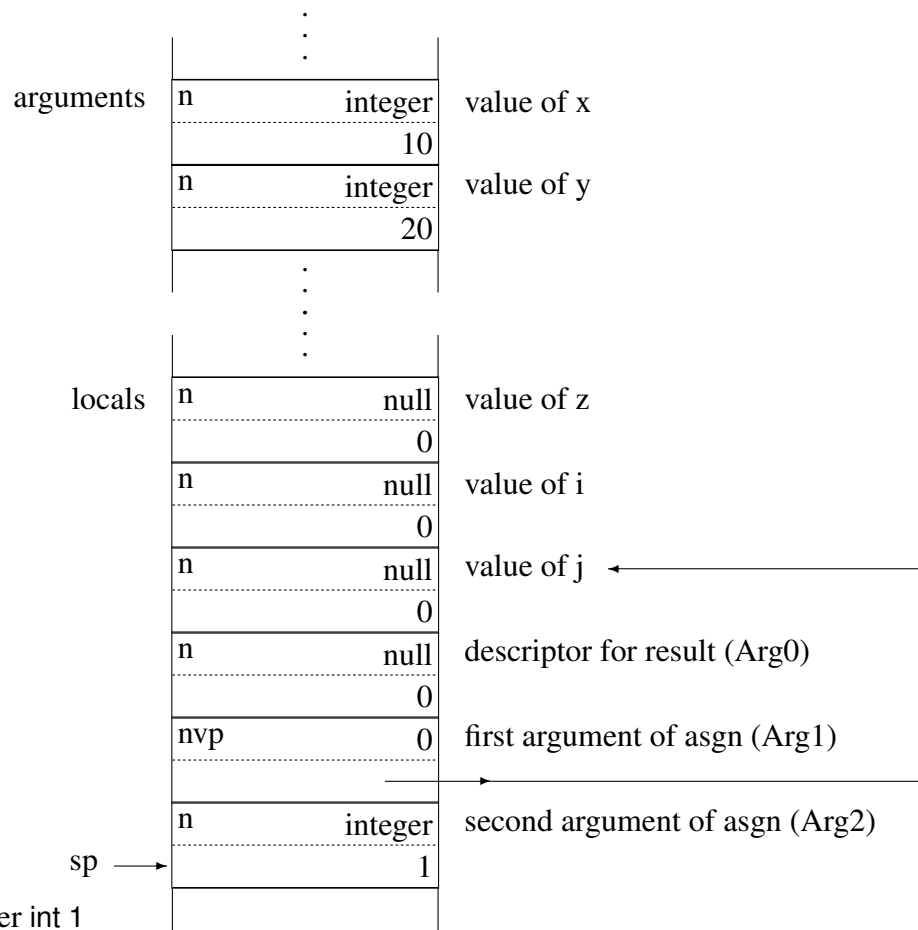 arguments n integer value of x
10
n integer value of y
20
locals n null value of z
0
n null value of i
0
n null value of j
0
n null descriptor for result (Arg0)
0
nvp 0 first argument of asgn (Arg1)
n integer second argument of asgn (Arg2)
sp 1
er int 1